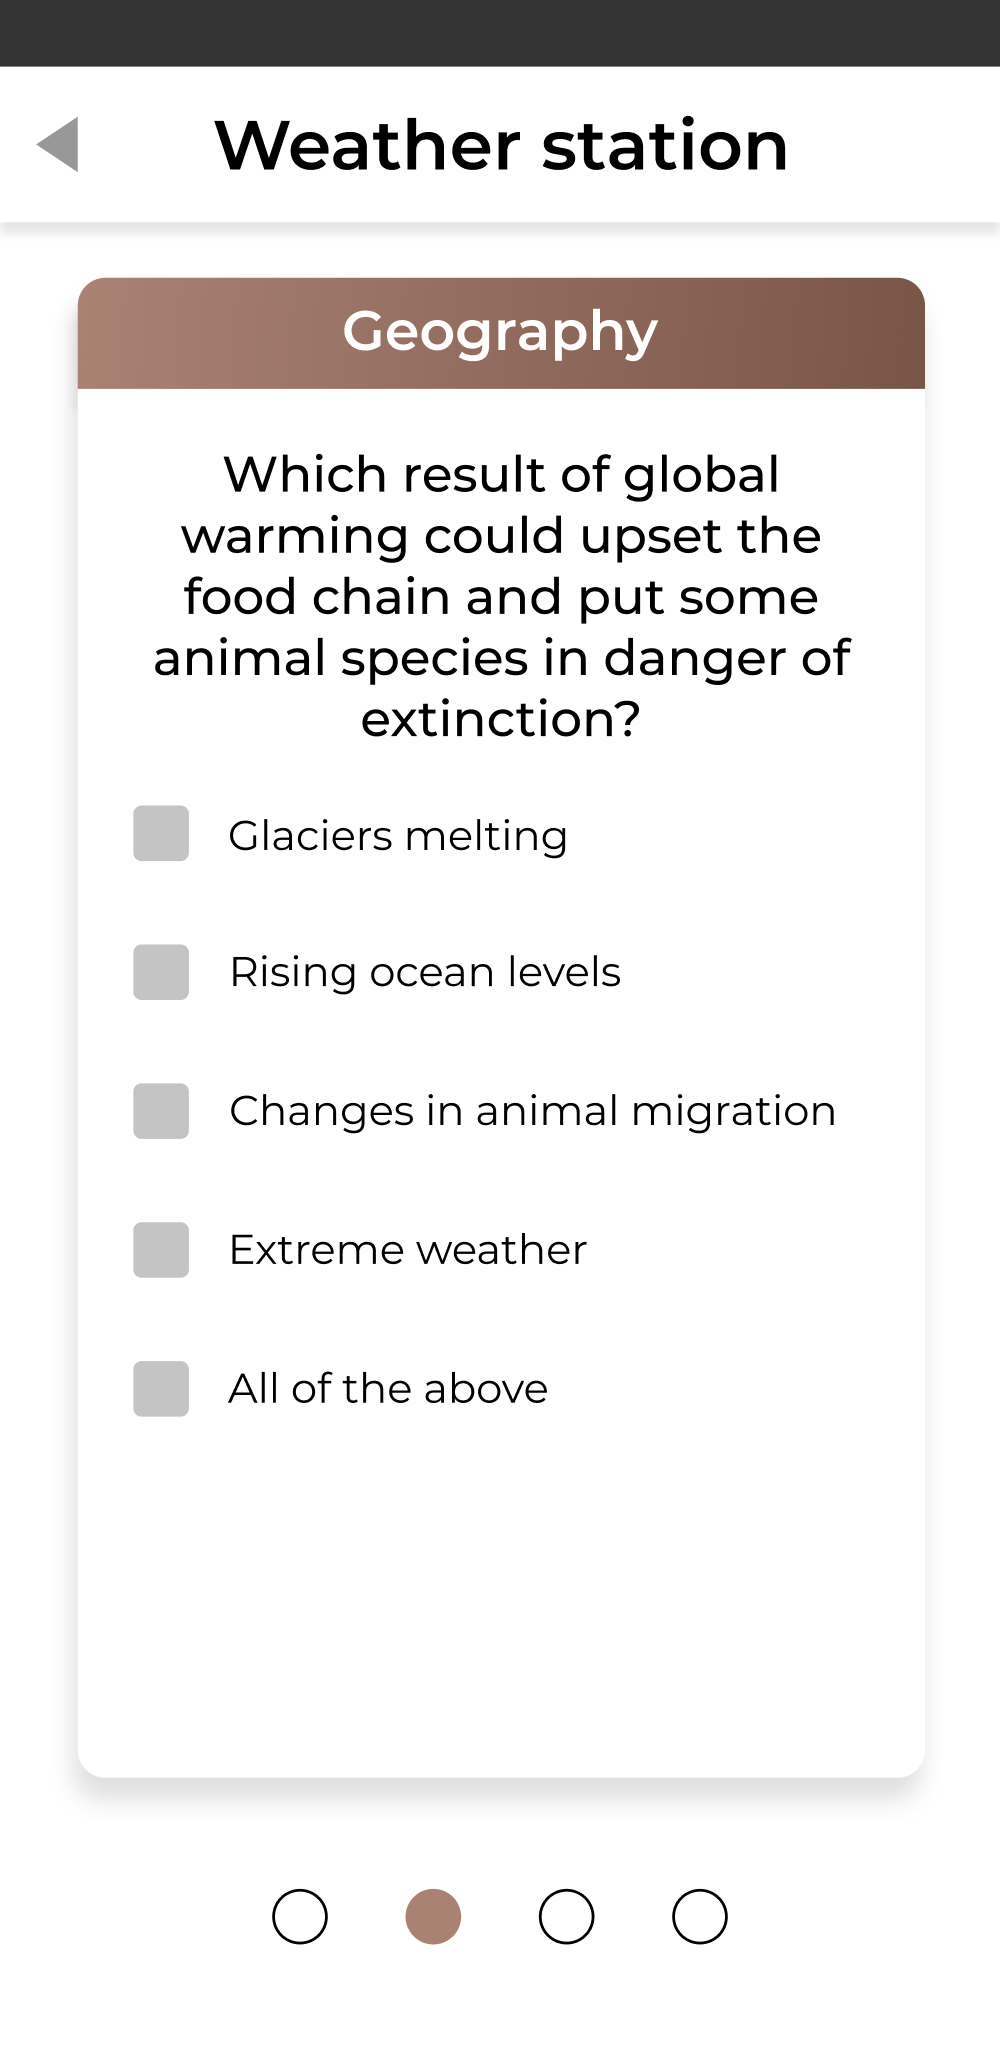 Weather station
Geography
Which result of global
warming could upset the
food chain and put some
animal species in danger of
extinction?
Glaciers melting
Rising ocean levels
Changes in animal migration
Extreme weather
All of the above